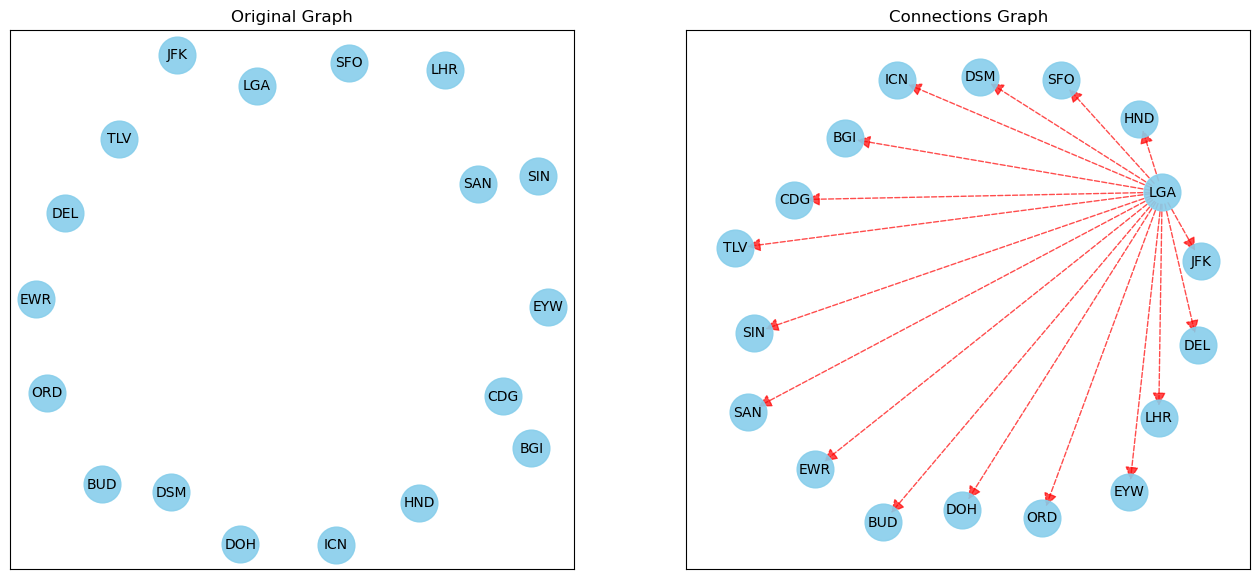 Original Graph
JFK
SFO
LHR
LGA
TLV
SIN
SAN
DEL
EWR
EYW
ORD
CDG
BGI
BUD
DSM
HND
DOH
ICN
Connections Graph
ICN
DSM
SFO
HND
BGI
LGA
CDG
TLV
JFK
SIN
DEL
SAN
LHR
EWR
EYW
DOH
ORD
BUD